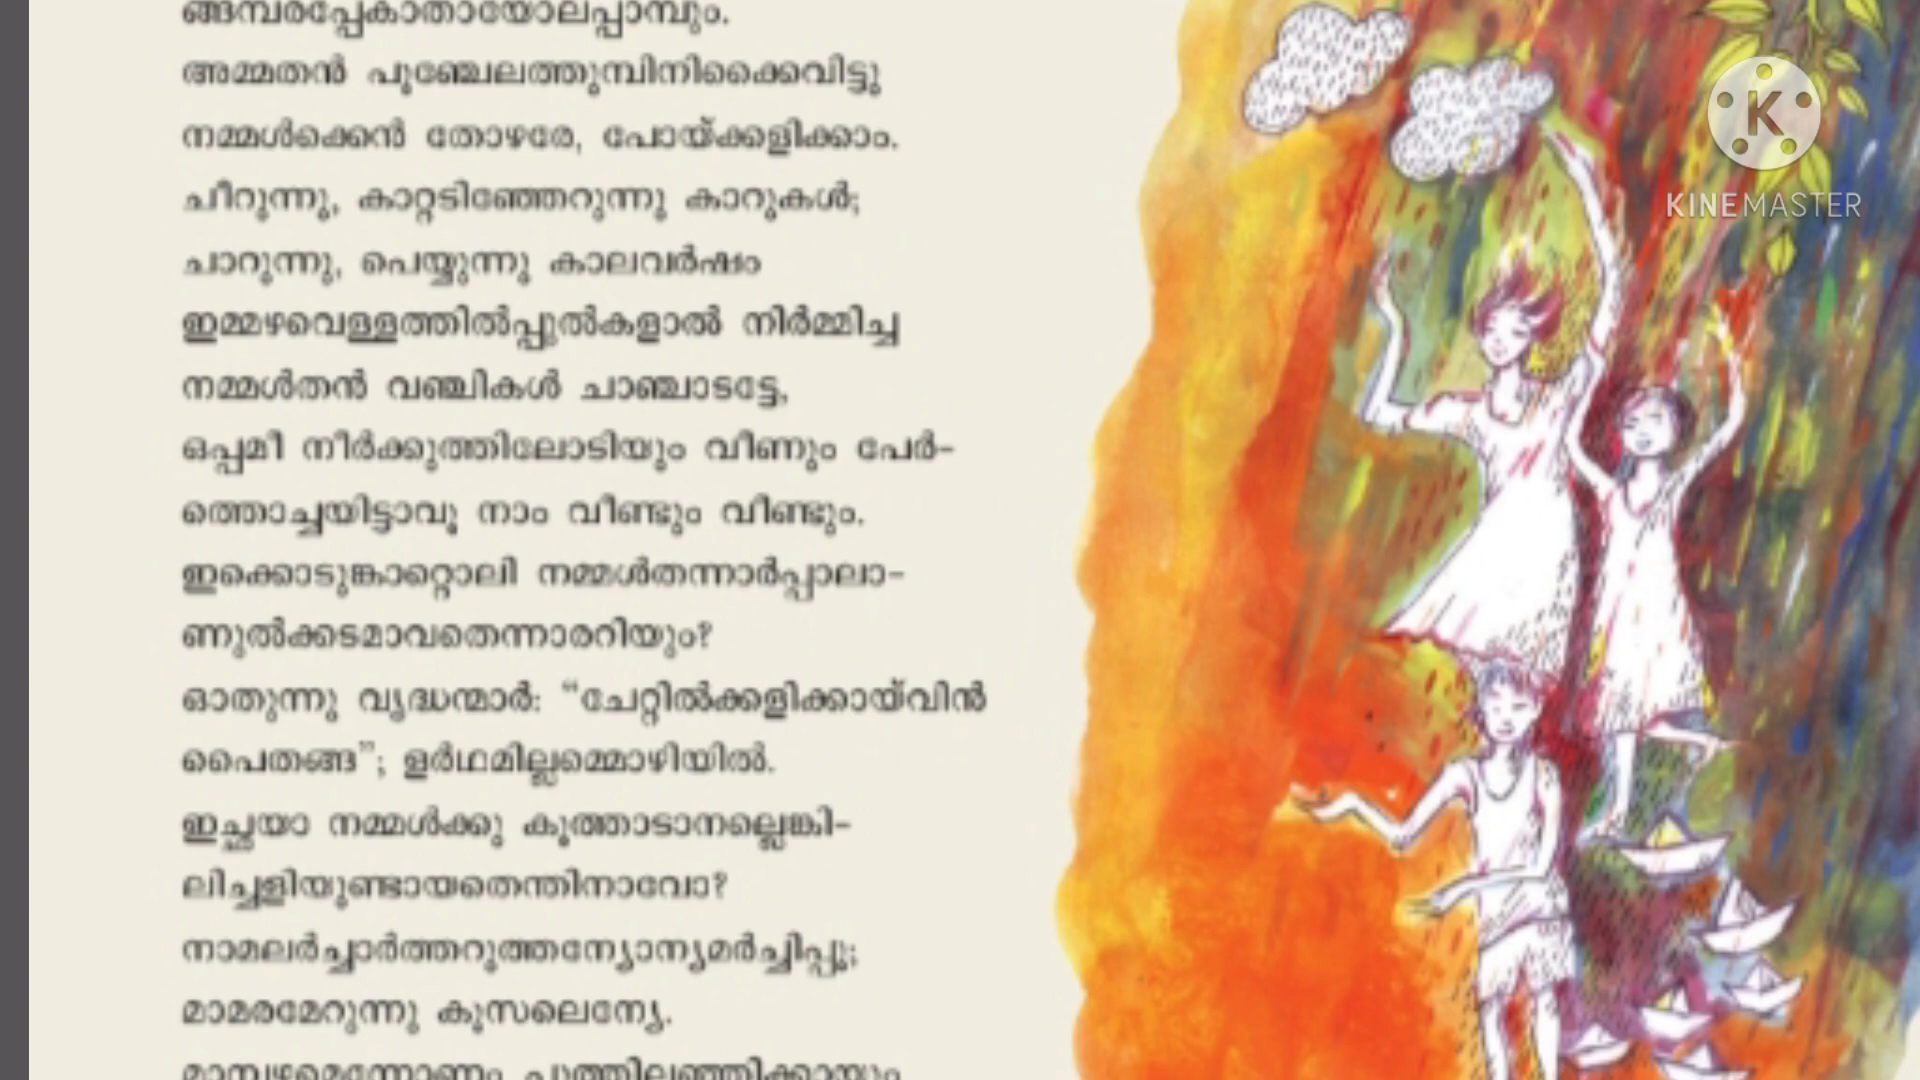 അമ്മതൻ പൂഞ്ചേലത്തുമ്പിനിക്കൈവിട്ടു
നമ്മൾക്കെൻ തോഴരേ, പോയ്ക്കളിക്കാം.
ചീറുന്നു, കാറ്റടിഞ്ഞേറുന്നു കാറുകൾ;
ചാറുന്നു, പെയ്യുന്നു കാലവർഷം
ഇമ്മഴവെള്ളത്തിൽപ്പുൽകളാൽ നിർമ്മിച്ച
നമ്മൾതൻ വഞ്ചികൾ ചാഞ്ചാടട്ടേ,
ഒപ്പമീ നീർക്കുത്തിലോടിയും വീണും പേർ-
ത്തൊച്ചയിട്ടാവൂ നാം വീണ്ടും വീണ്ടും.
ഇക്കൊടുങ്കാറ്റൊലി നമ്മൾതന്നാർപ്പാലാ-
ണുൽക്കടമാവതെന്നാരറിയും?
ഓതുന്നു വൃദ്ധന്മാർ: “ചേറ്റിൽക്കളിക്കായ്‌വിൻ
പൈതങ്ങ”; ളർഥമില്ലമ്മൊഴിയിൽ.
ഇച്ഛയാ നമ്മൾക്കു കൂത്താടാനല്ലെങ്കി-
ലിച്ചളിയുണ്ടായതെന്തിനാവോ?
നാമലർച്ചാർത്തറുത്തന്യോന്യമർച്ചിപ്പൂ;
മാമരമേറുന്നു കൂസലെന്യേ.
KINEMASTER